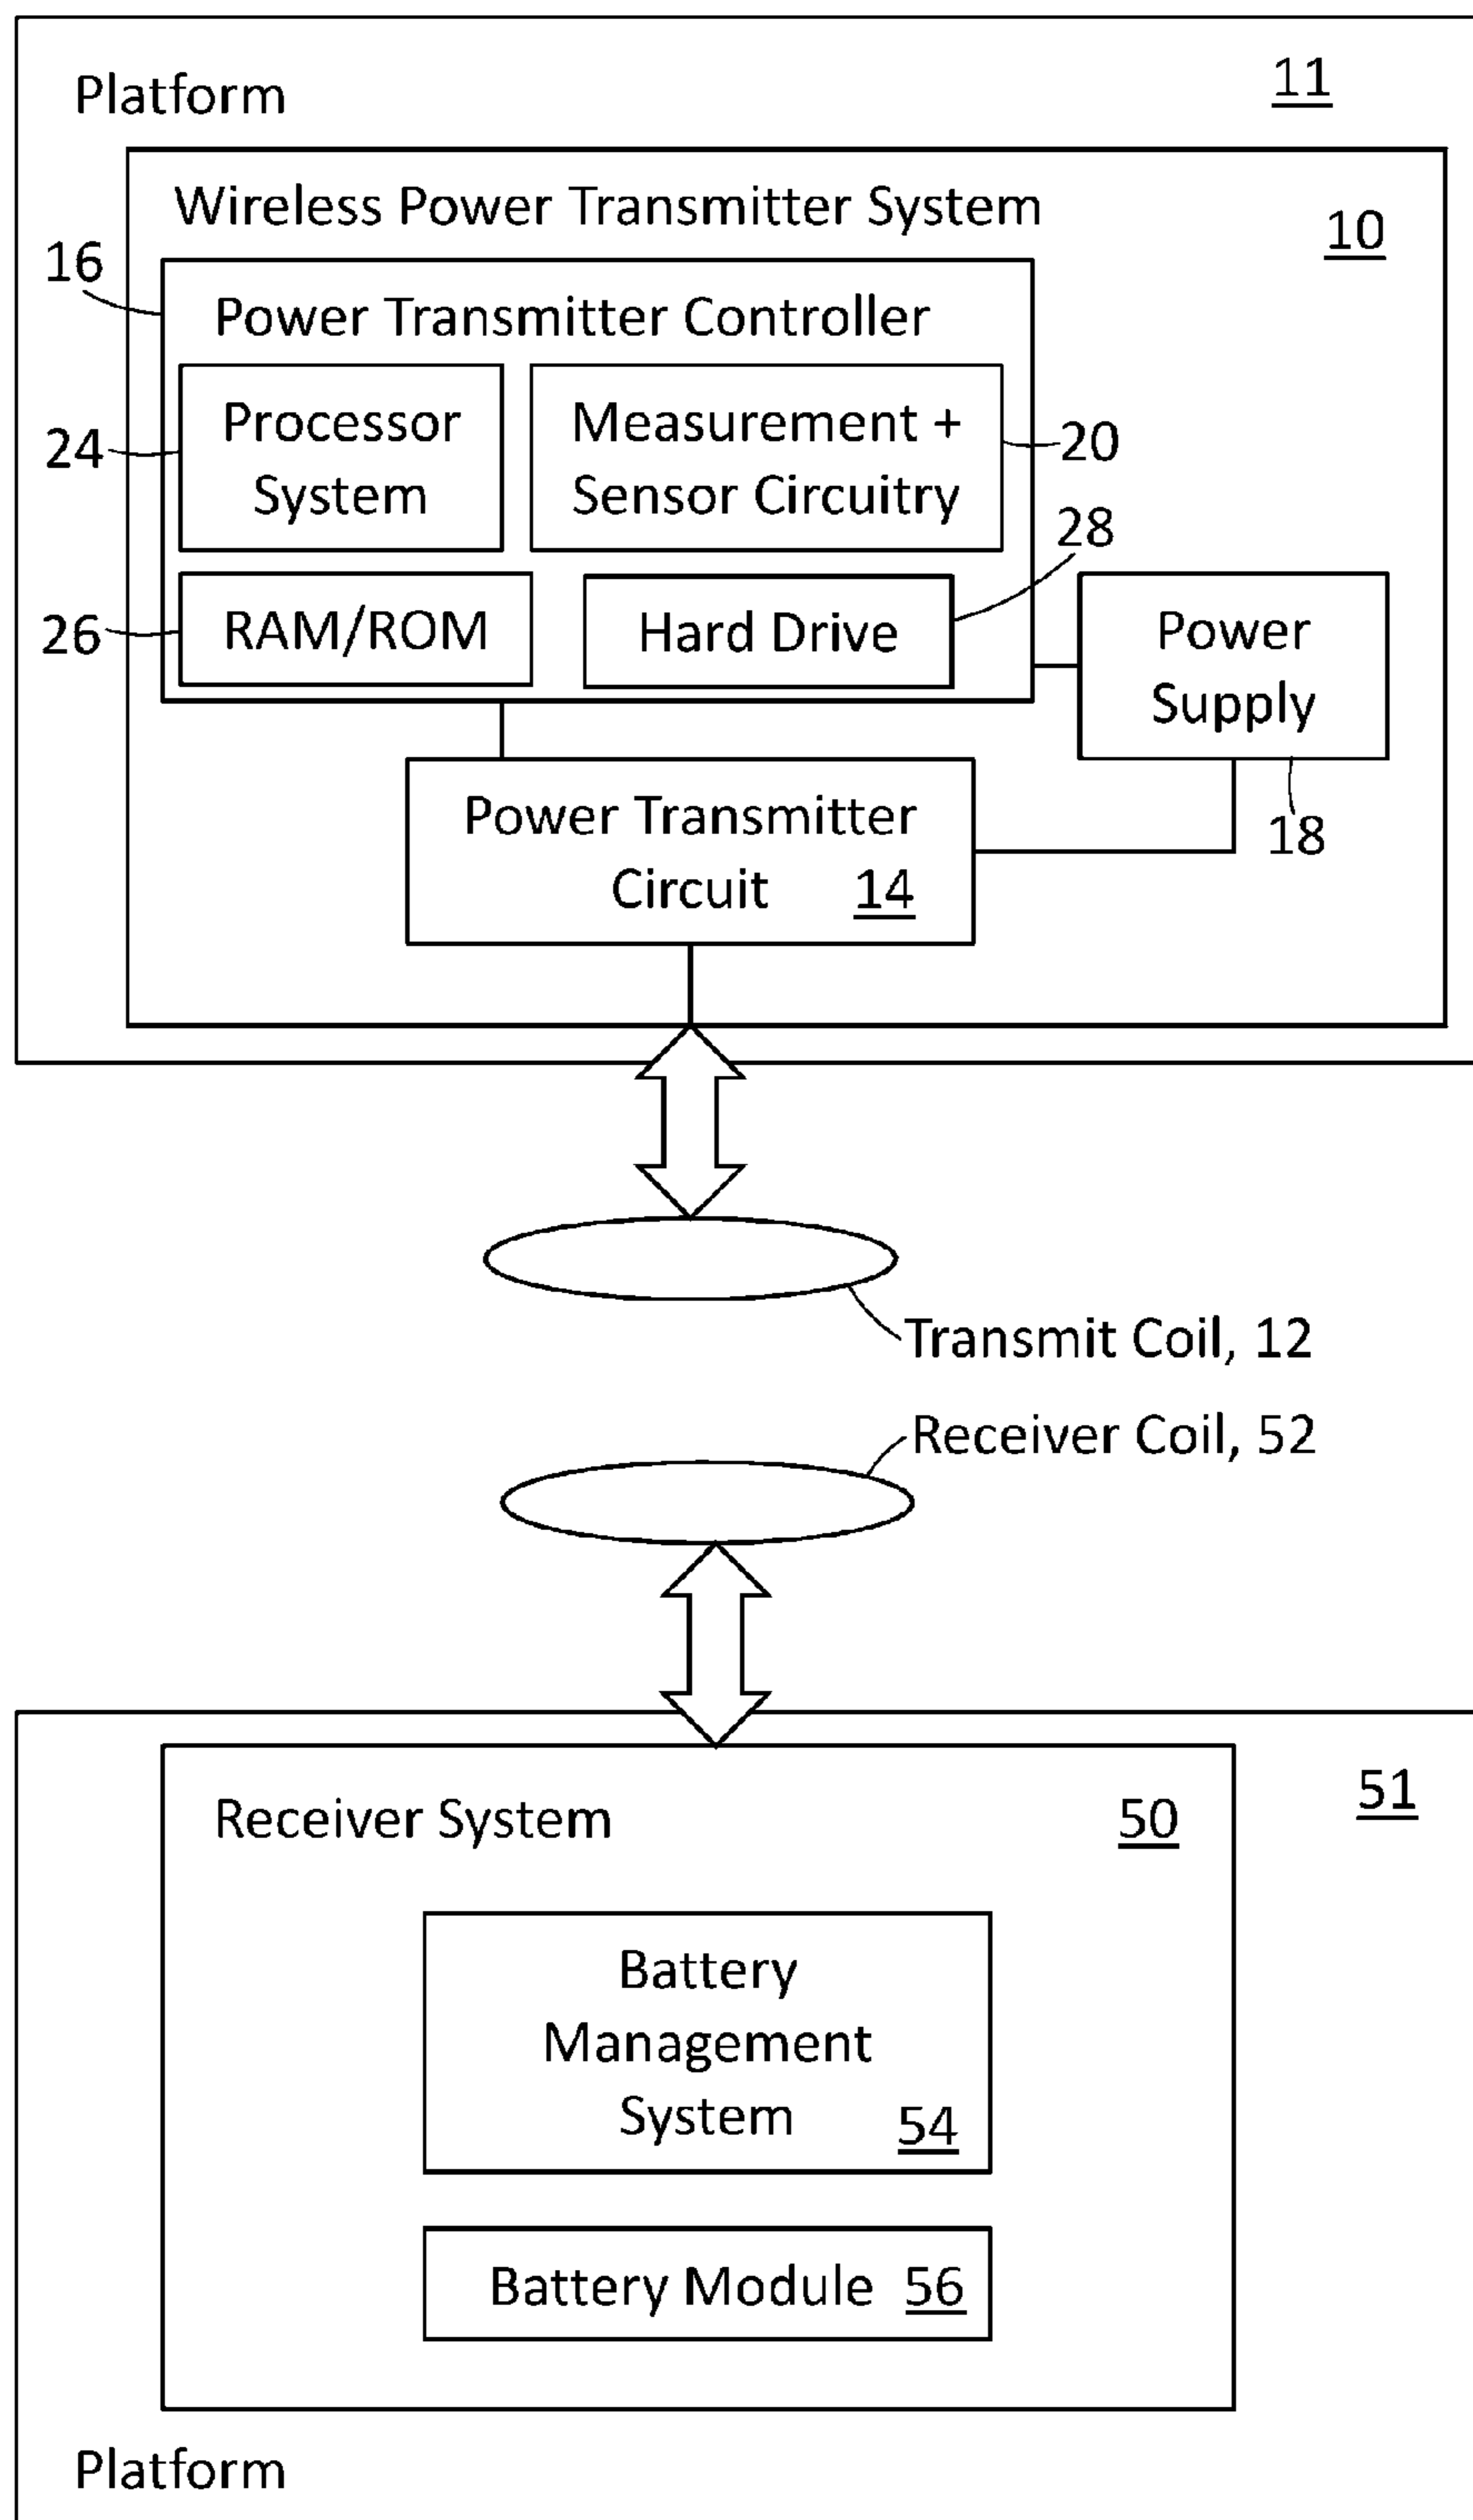 Platform
11
Wireless Power Transmitter System
10
16
Power Transmitter Controller
Processor
System
24
Measurement +
Sensor Circuitry
20
28
26
RAM/ROM
Hard Drive
Power
Supply
18
Power Transmitter
Circuit 14
Transmit Coil, 12
Receiver Coil, 52
51
Receiver System
50
Battery
Management
System 54
Battery Module 56
Platform